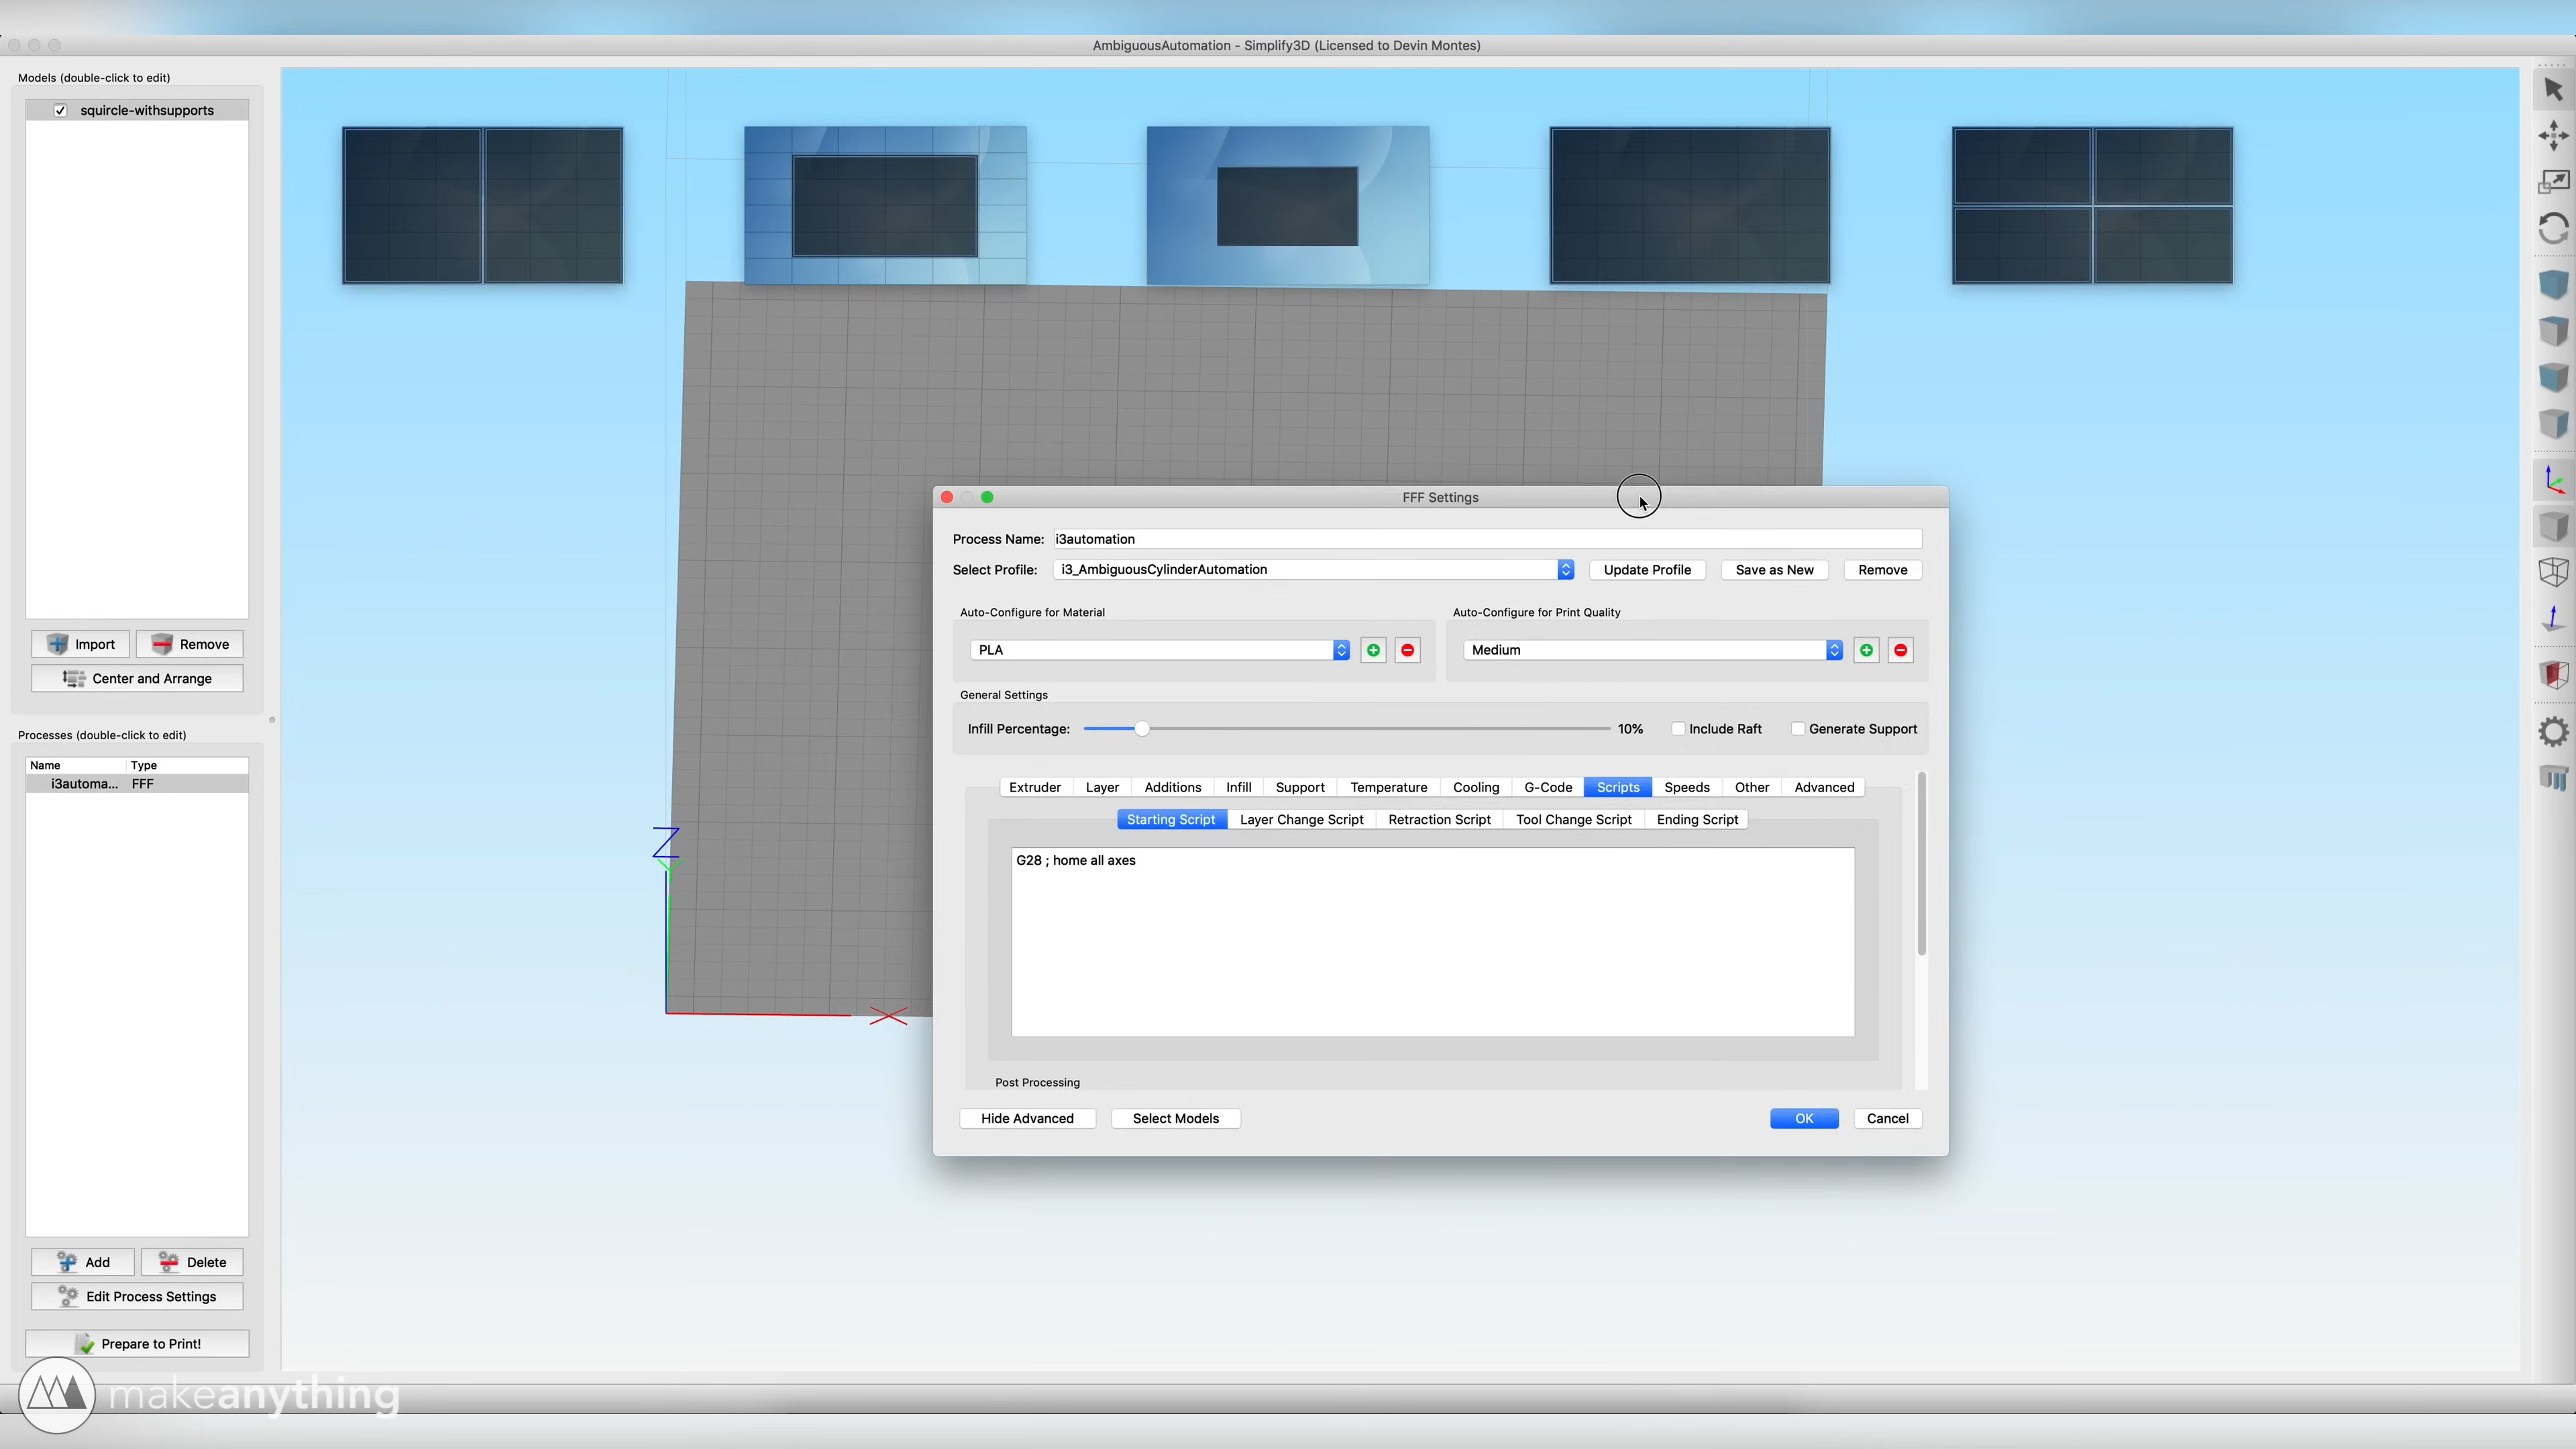 AmbiguousAutomation - Simplify3D (Licensed to Devin Montes)
Models (double-click to edit)
squircle-withsupports
Import
Remove
Center and Arrange
Processes (double-click to edit)
Name Type
i3automa... FFF
Add
Delete
Edit Process Settings
Prepare to Print!
makeanything
Z
Y
X
FFF Settings
Process Name: i3automation
Select Profile: i3_AmbiguousCylinderAutomation Update Profile Save as New Remove
Auto-Configure for Material
PLA
Auto-Configure for Print Quality
Medium
General Settings
Infill Percentage: 10% Include Raft Generate Support
Extruder Layer Additions Infill Support Temperature Cooling G-Code Scripts Speeds Other Advanced
Starting Script Layer Change Script Retraction Script Tool Change Script Ending Script
G28 ; home all axes
Post Processing
Hide Advanced Select Models OK Cancel